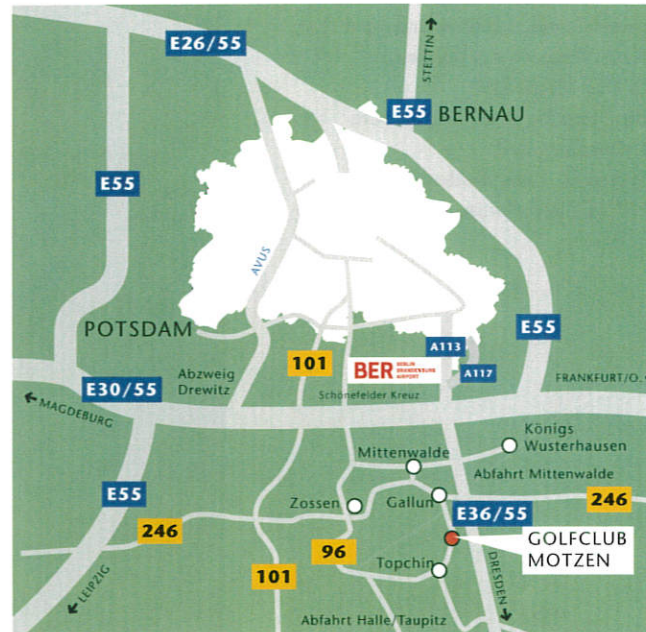 E26/55
STETTIN
E55
BERNAU
E55
AVUS
POTSDAM
E55
A113
101
BER BERLIN
BRANDENBURG
AIRPORT
A117
Abzweig
Drewitz
E30/55
MAGDEBURG
Schönefelder Kreuz
FRANKFURT/O.
Königs
Wusterhausen
Mittenwalde
Abfahrt Mittenwalde
E55
Zossen
Gallun
246
E36/55
246
GOLFCLUB
MOTZEN
96
101
Topchin
LEIPZIG
DRESDEN
Abfahrt Halle/Taupitz